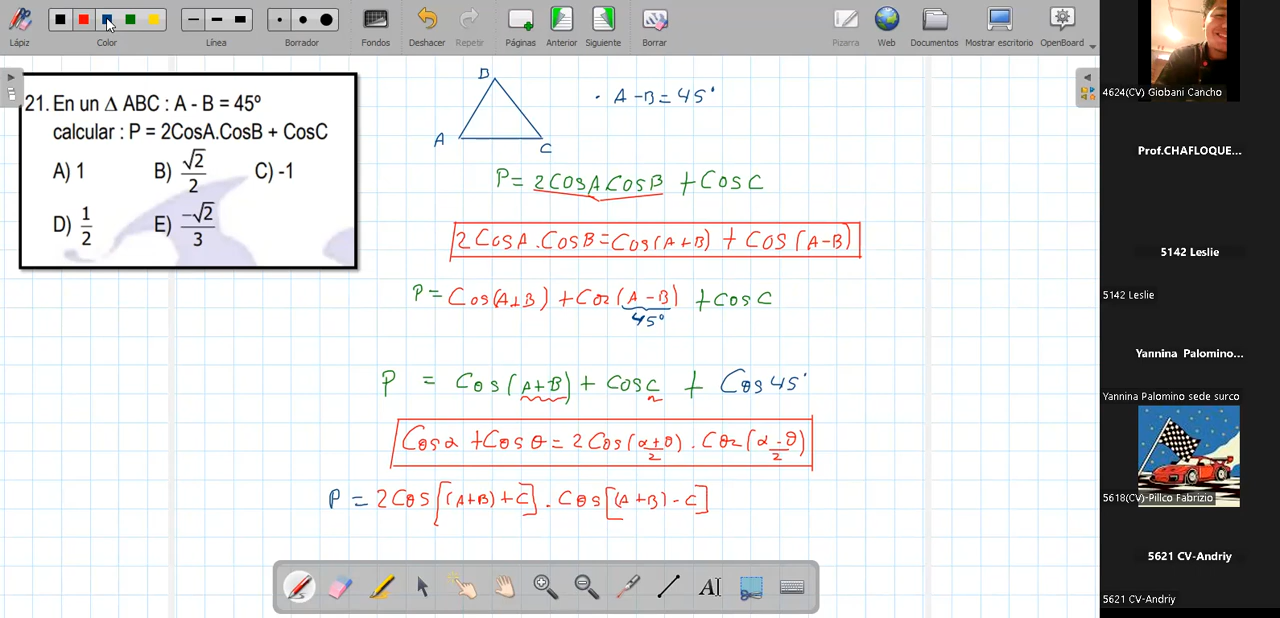 Lápiz
Color
Línea
Borrador
Fondos
Deshacer
Repetir
Páginas
Anterior
Siguiente
Borrar
Pizarra
Web
Documentos
Mostrar escritorio
OpenBoard
21. En un Δ ABC : A - B = 45º
calcular : P = 2CosA.CosB + CosC
A) 1 B) √2/2 C) -1
D) 1/2 E) -√2/3
B
A
C
· A-B=45°
P= 2CosA CosB + CosC
2CosA.CosB=Cos(A+B) + Cos(A-B)
P= Cos(A+B) +Cos(A-B) + CosC
45°
P = Cos(A+B) + CosC + Cos45°
Cosα +Cosθ=2Cos(α+θ/2).Cos(α-θ/2)
P = 2Cos[(A+B)+C].Cos[(A+B)-C]
AI
4624(CV) Giobani Cancho
Prof.CHAFLOQUE...
5142 Leslie
5142 Leslie
Yannina Palomino...
Yannina Palomino sede surco
5618(CV)-Pillco Fabrizio
5621 CV-Andriy
5621 CV-Andriy